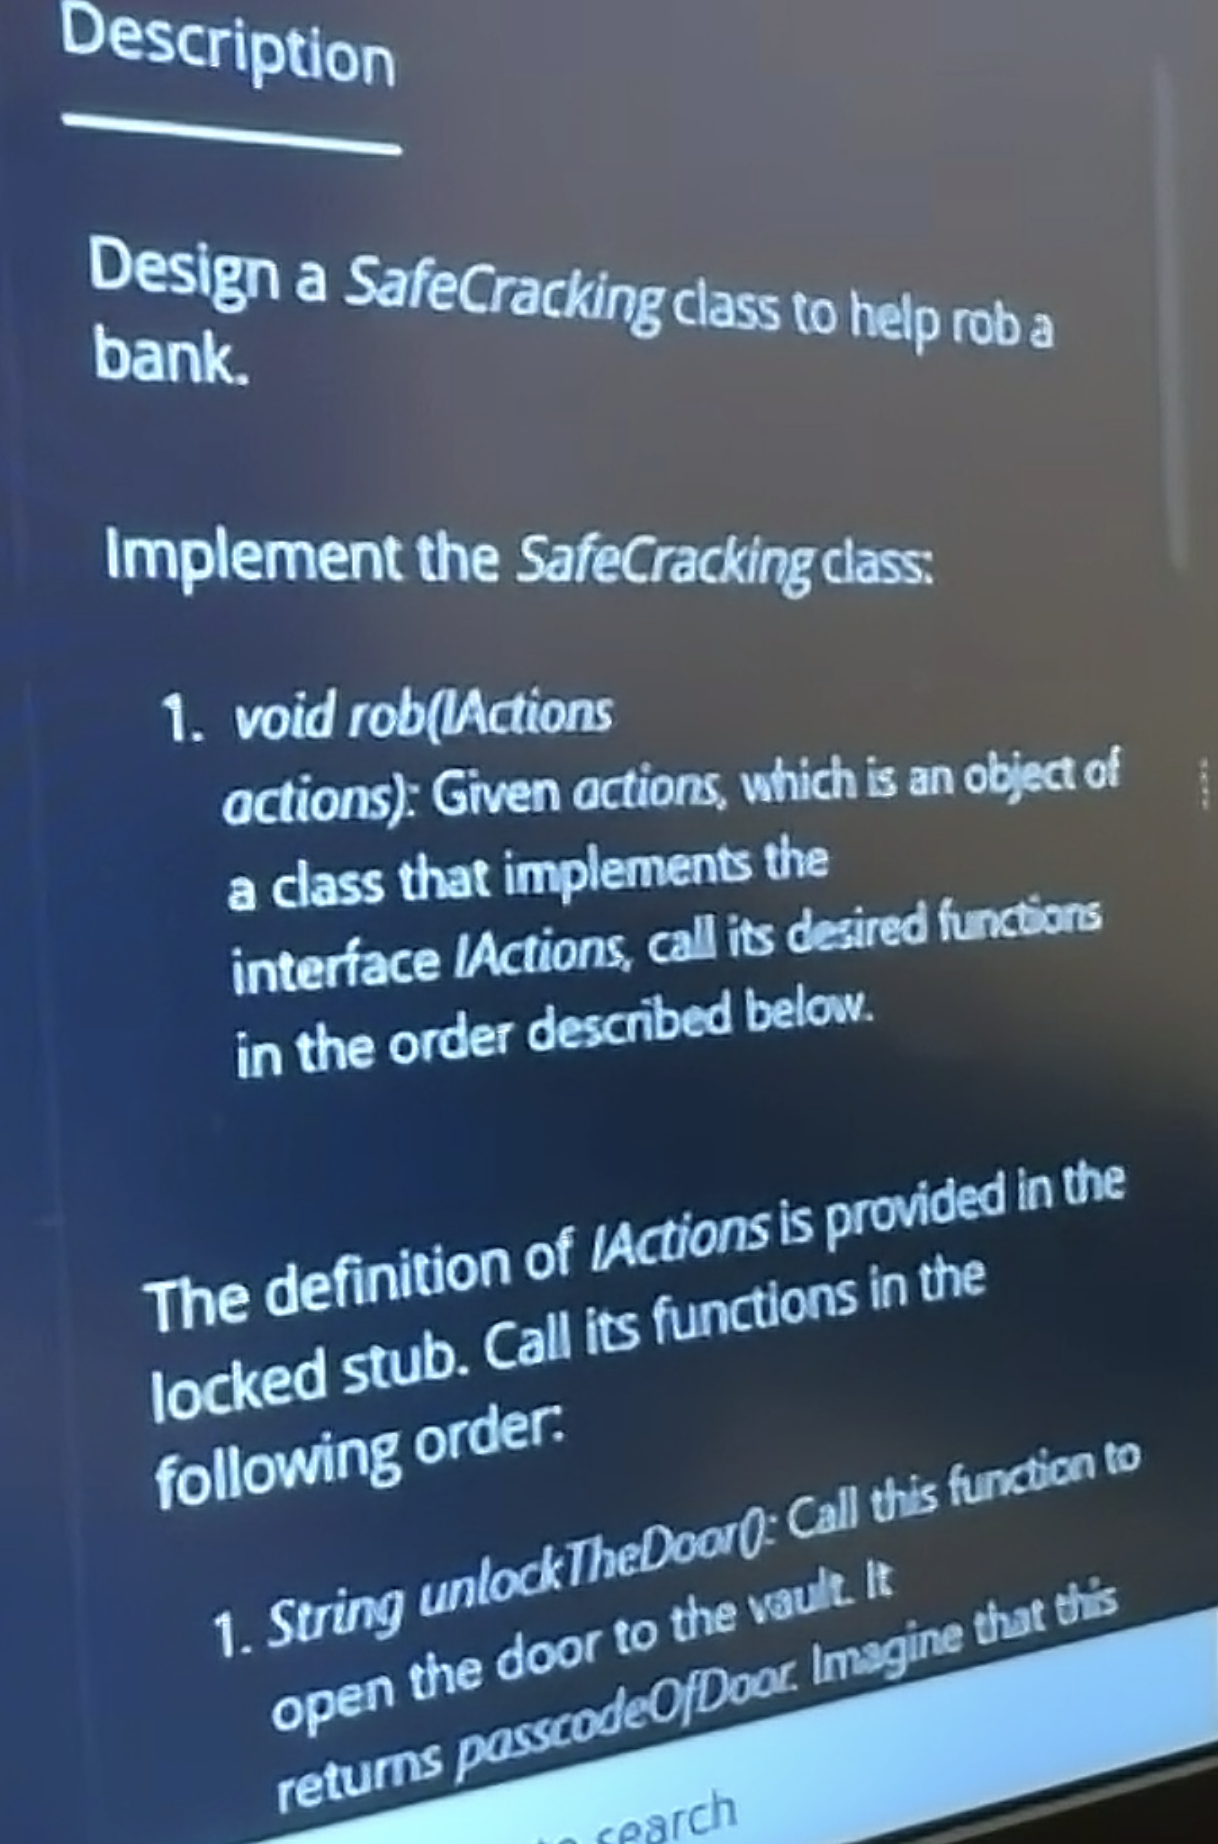 Description
Design a SafeCracking class to help rob a
bank.
Implement the SafeCracking class:
1. void rob(IActions
actions): Given actions, which is an object of
a class that implements the
interface IActions, call its desired functions
in the order described below.
The definition of IActions is provided in the
locked stub. Call its functions in the
following order:
1. String unlockTheDoor(): Call this function to
open the door to the vault. It
returns passcodeOfDoor. Imagine that this
search